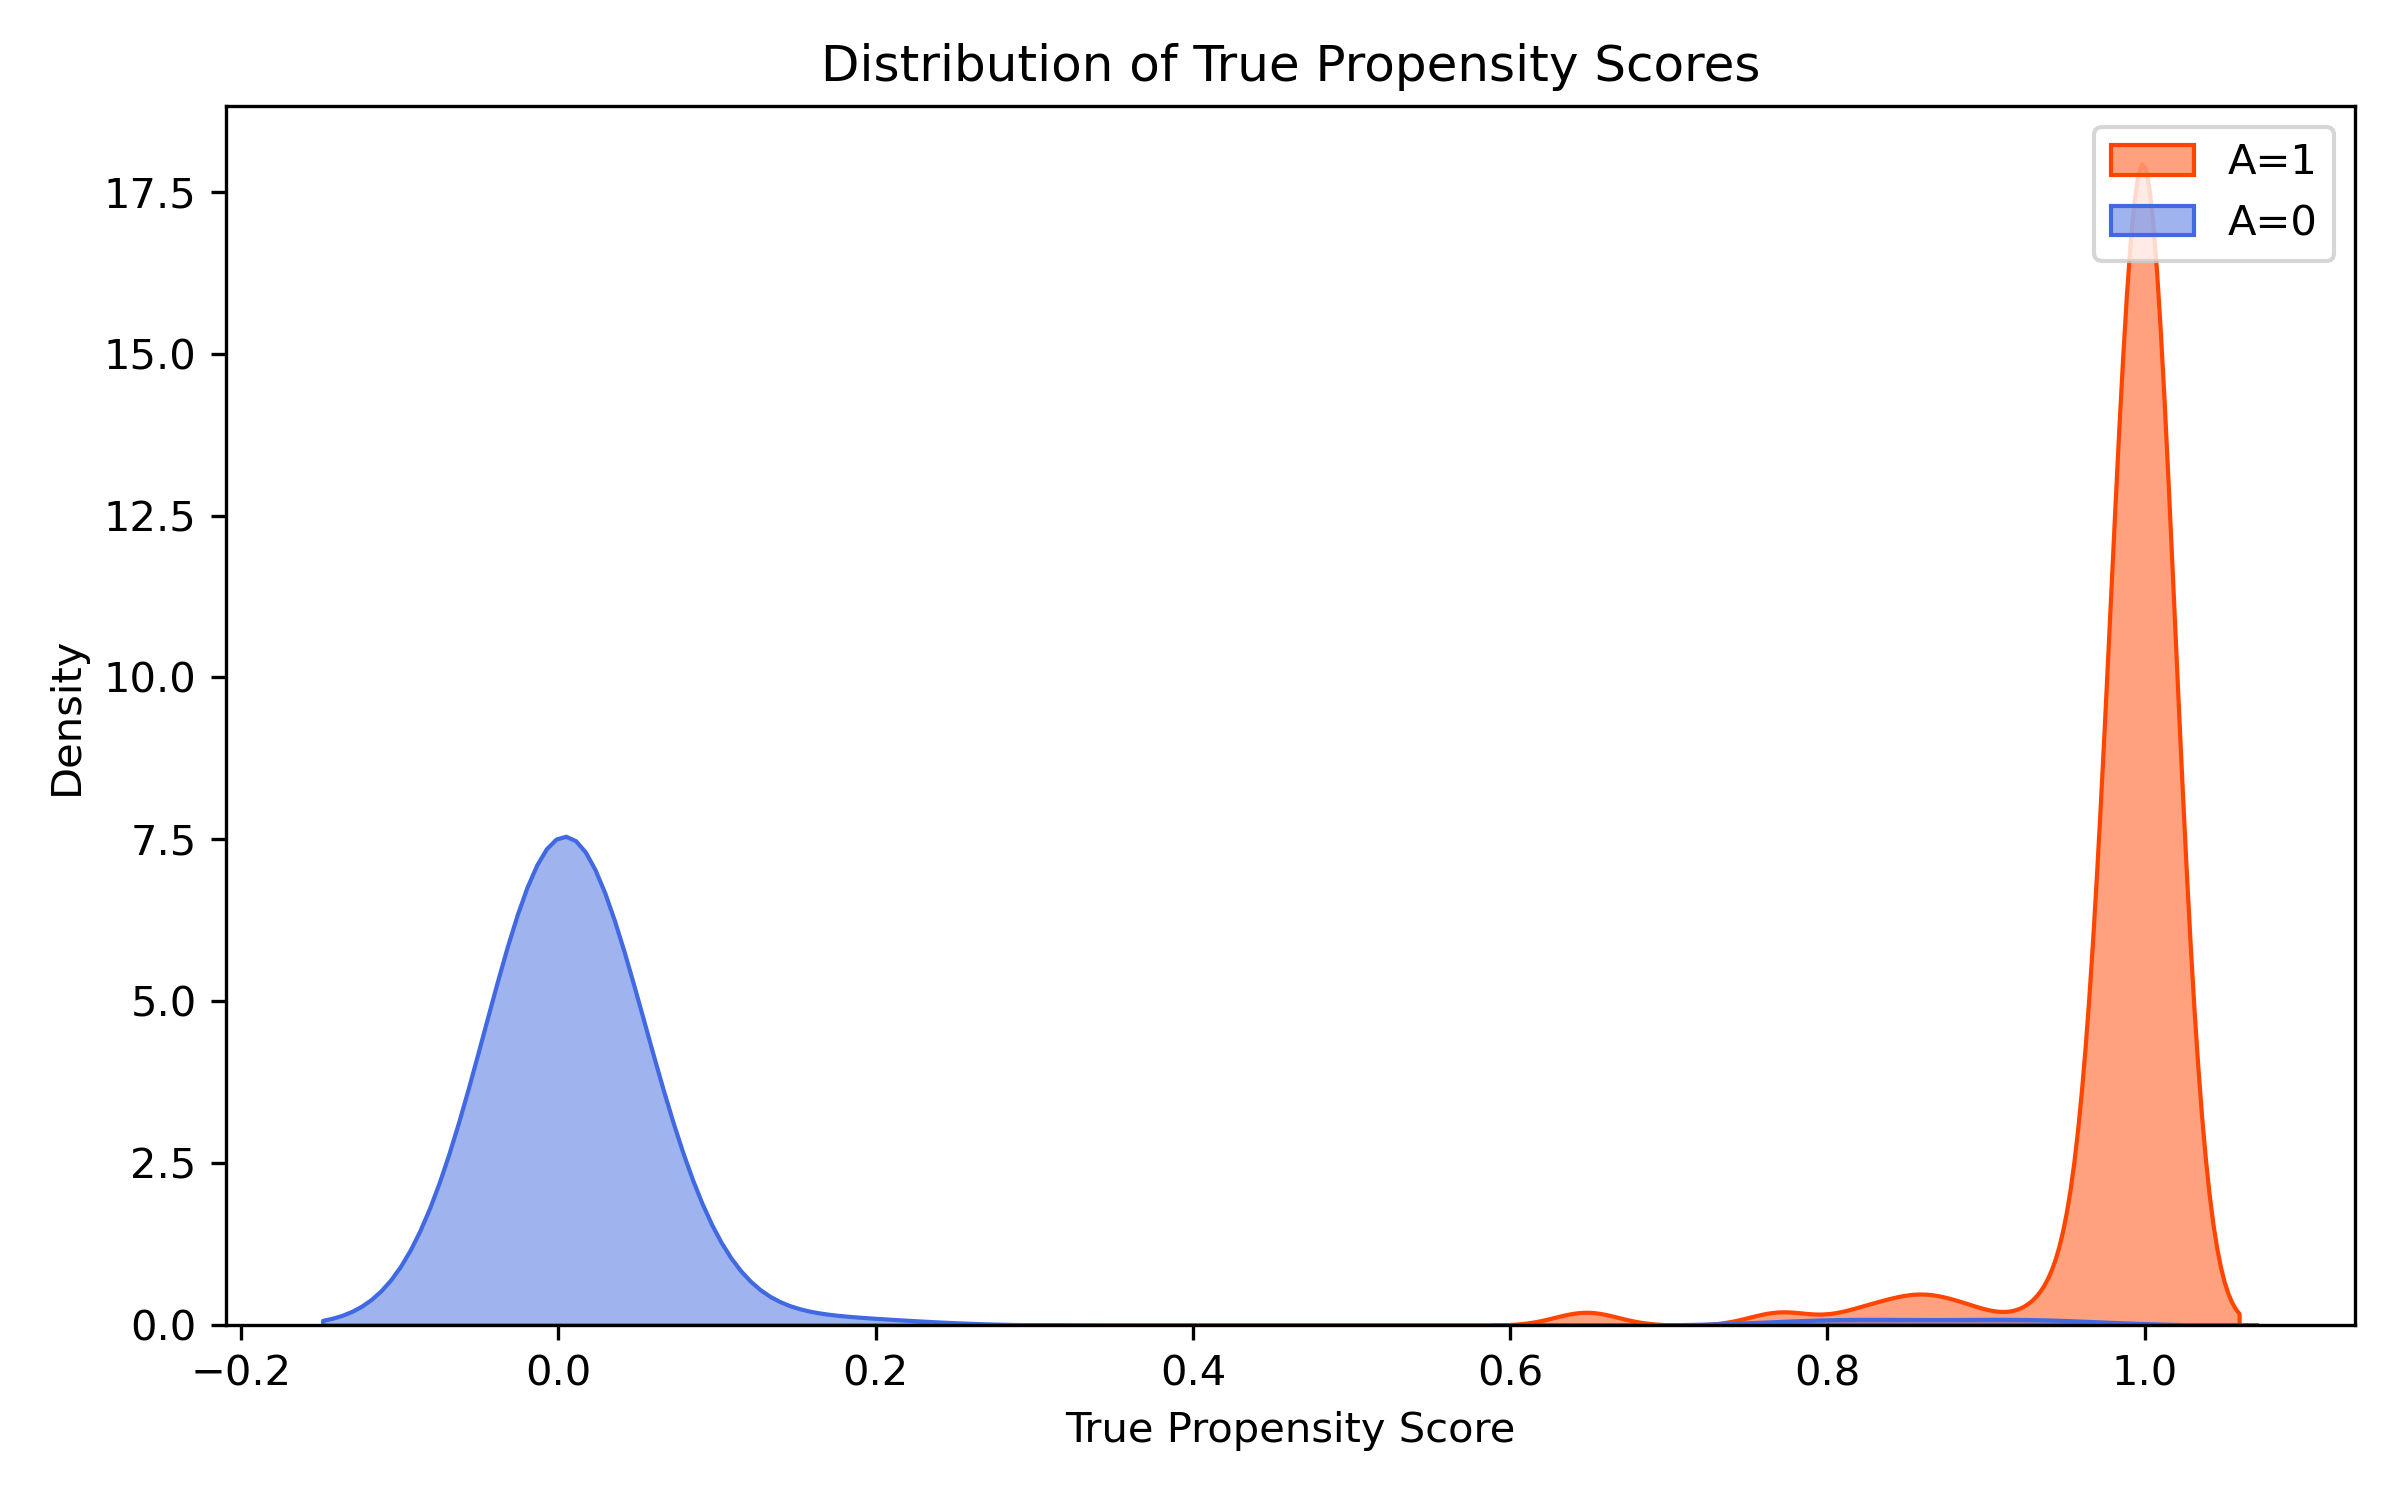 Distribution of True Propensity Scores
A=1
A=0
17.5
15.0
12.5
10.0
7.5
5.0
2.5
0.0
Density
−0.2 0.0 0.2 0.4 0.6 0.8 1.0
True Propensity Score